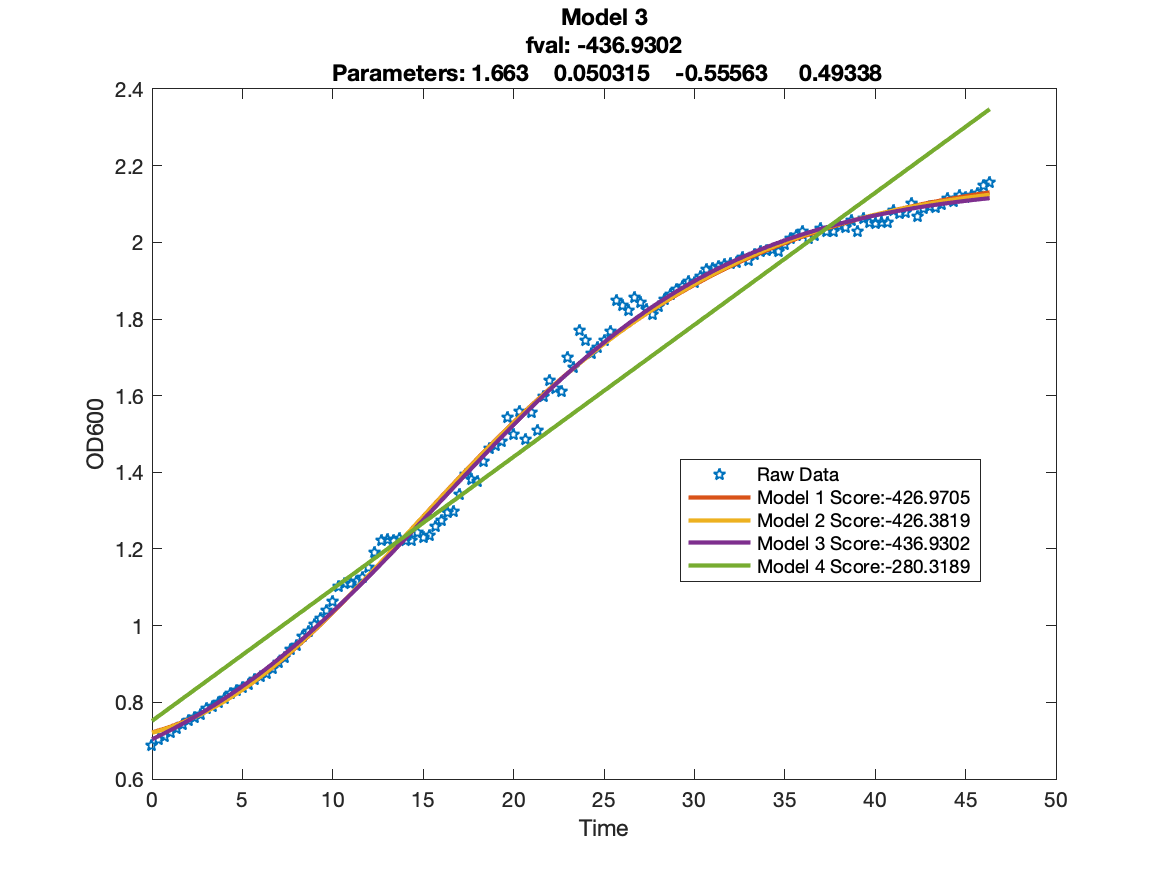 Model 3
fval: -436.9302
Parameters: 1.663 0.050315 -0.55563 0.49338
2.4
2.2
2
1.8
1.6
1.4
1.2
1
0.8
0.6
OD600
Raw Data
Model 1 Score:-426.9705
Model 2 Score:-426.3819
Model 3 Score:-436.9302
Model 4 Score:-280.3189
0 5 10 15 20 25 30 35 40 45 50
Time